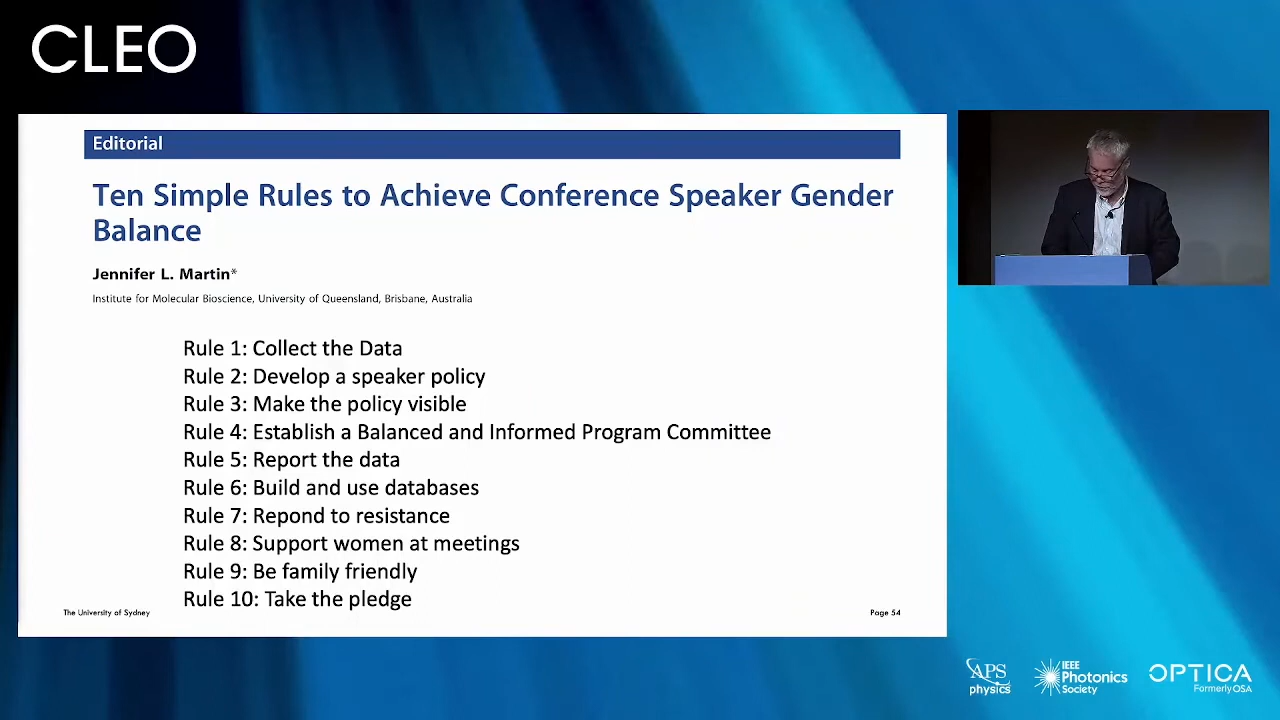 CLEO
Editorial
Ten Simple Rules to Achieve Conference Speaker Gender
Balance
Jennifer L. Martin*
Institute for Molecular Bioscience, University of Queensland, Brisbane, Australia
Rule 1: Collect the Data
Rule 2: Develop a speaker policy
Rule 3: Make the policy visible
Rule 4: Establish a Balanced and Informed Program Committee
Rule 5: Report the data
Rule 6: Build and use databases
Rule 7: Repond to resistance
Rule 8: Support women at meetings
Rule 9: Be family friendly
Rule 10: Take the pledge
The University of Sydney
Page 54
APS
physics
IEEE
Photonics
Society
OPTICA
Formerly OSA